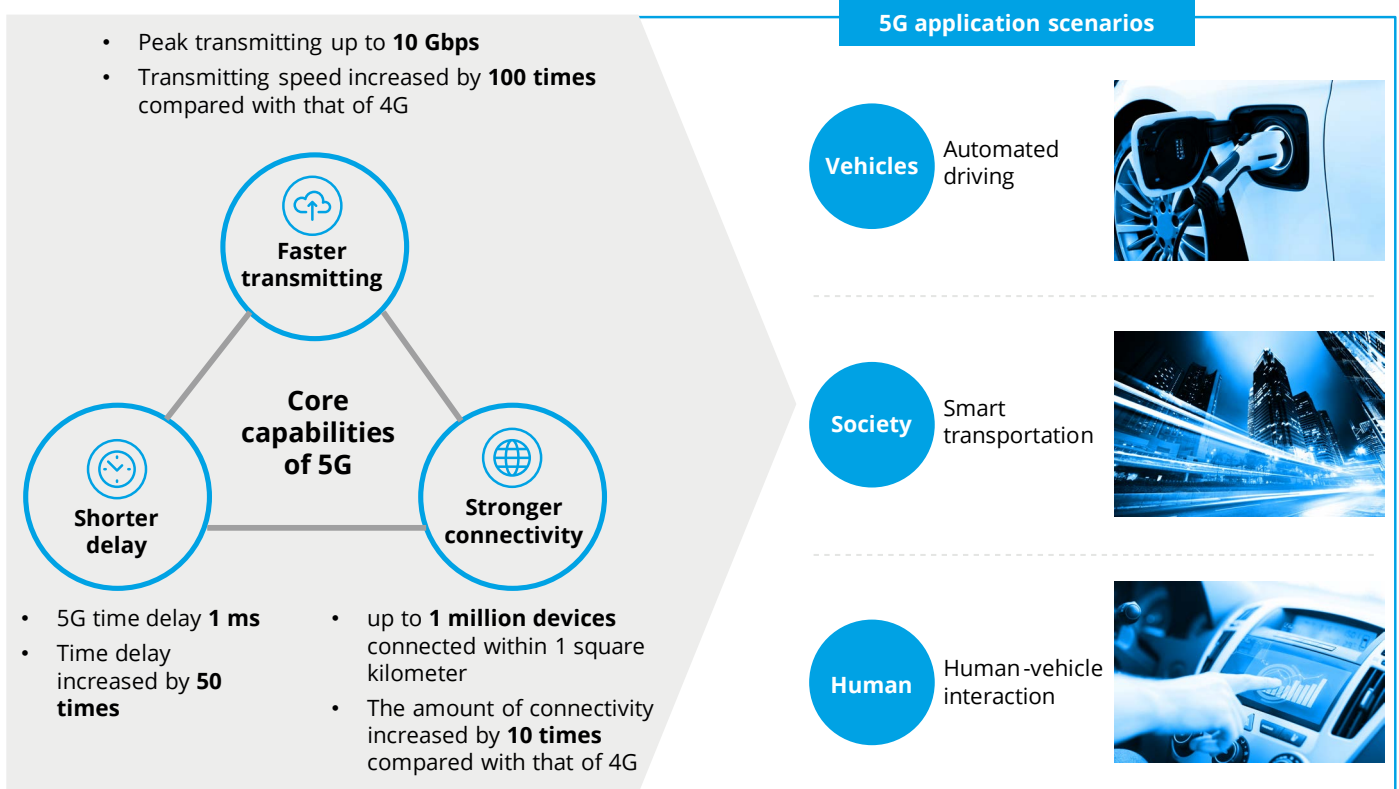 • Peak transmitting up to 10 Gbps
• Transmitting speed increased by 100 times
compared with that of 4G
Faster
transmitting
Core
capabilities
of 5G
Shorter
delay
Stronger
connectivity
• 5G time delay 1 ms
• Time delay
increased by 50
times
• up to 1 million devices
connected within 1 square
kilometer
• The amount of connectivity
increased by 10 times
compared with that of 4G
5G application scenarios
Vehicles
Automated
driving
Society
Smart
transportation
Human
Human-vehicle
interaction